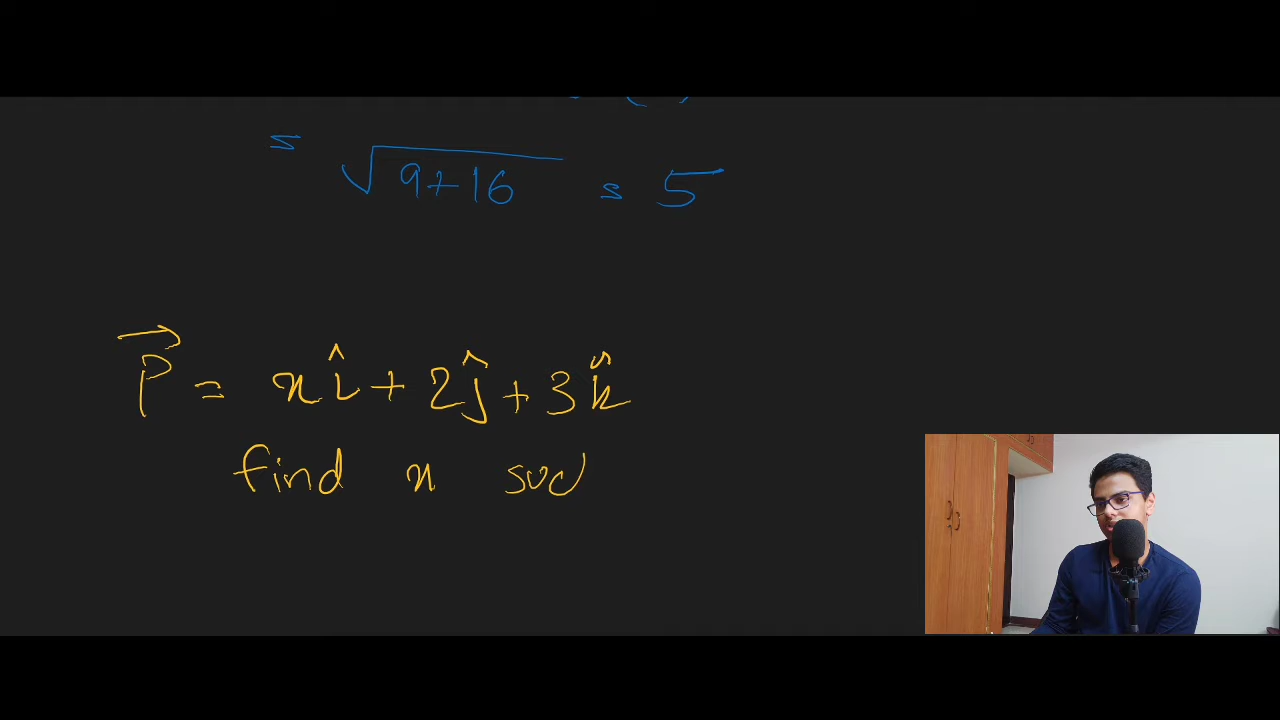 = √9+16 = 5
P⃗ = xî + 2ĵ + 3k̂
find x suc